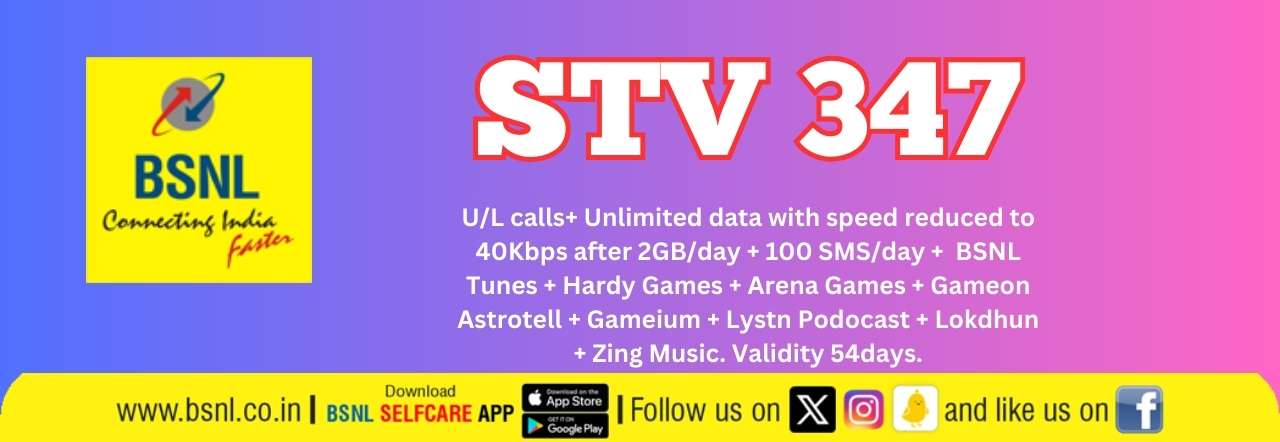 BSNL
Connecting India
Faster
STV 347
U/L calls+ Unlimited data with speed reduced to
40Kbps after 2GB/day + 100 SMS/day + BSNL
Tunes + Hardy Games + Arena Games + Gameon
Astrotell + Gameium + Lystn Podocast + Lokdhun
+ Zing Music. Validity 54days.
www.bsnl.co.in | Download BSNL SELFCARE APP
Download on the App Store
GET IT ON Google Play
| Follow us on
and like us on